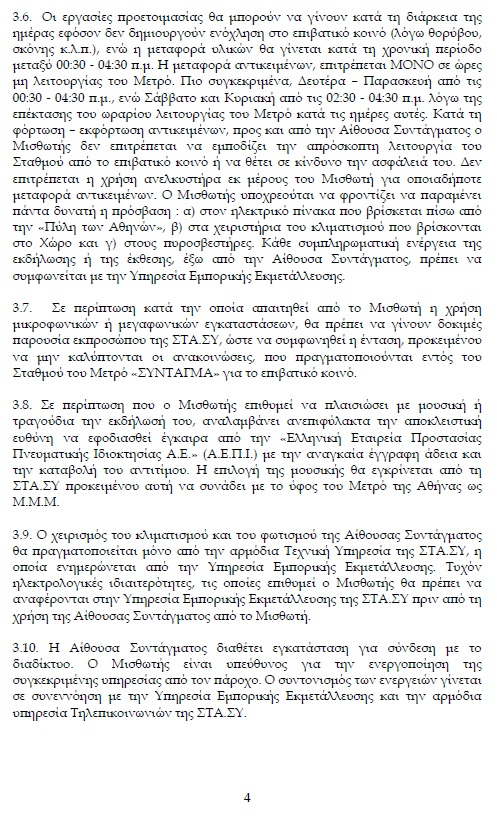 3.6. Οι εργασίες προετοιμασίας θα μπορούν να γίνουν κατά τη διάρκεια της
ημέρας εφόσον δεν δημιουργούν ενόχληση στο επιβατικό κοινό (λόγω θορύβου,
σκόνης κ.λ.π.), ενώ η μεταφορά υλικών θα γίνεται κατά τη χρονική περίοδο
μεταξύ 00:30 - 04:30 π.μ. Η μεταφορά αντικειμένων, επιτρέπεται ΜΟΝΟ σε ώρες
μη λειτουργίας του Μετρό. Πιο συγκεκριμένα, Δευτέρα – Παρασκευή από τις
00:30 - 04:30 π.μ., ενώ Σάββατο και Κυριακή από τις 02:30 - 04:30 π.μ. λόγω της
επέκτασης του ωραρίου λειτουργίας του Μετρό κατά τις ημέρες αυτές. Κατά τη
φόρτωση – εκφόρτωση αντικειμένων, προς και από την Αίθουσα Συντάγματος ο
Μισθωτής δεν επιτρέπεται να εμποδίζει την απρόσκοπτη λειτουργία του
Σταθμού από το επιβατικό κοινό ή να θέτει σε κίνδυνο την ασφάλειά του. Δεν
επιτρέπεται η χρήση ανελκυστήρα εκ μέρους του Μισθωτή για οποιαδήποτε
μεταφορά αντικειμένων. Ο Μισθωτής υποχρεούται να φροντίζει να παραμένει
πάντα δυνατή η πρόσβαση : α) στον ηλεκτρικό πίνακα που βρίσκεται πίσω από
την «Πύλη των Αθηνών», β) στα χειριστήρια του κλιματισμού που βρίσκονται
στο Χώρο και γ) στους πυροσβεστήρες. Κάθε συμπληρωματική ενέργεια της
εκδήλωσης ή της έκθεσης, έξω από την Αίθουσα Συντάγματος, πρέπει να
συμφωνείται με την Υπηρεσία Εμπορικής Εκμετάλλευσης.
3.7. Σε περίπτωση κατά την οποία απαιτηθεί από το Μισθωτή η χρήση
μικροφωνικών ή μεγαφωνικών εγκαταστάσεων, θα πρέπει να γίνουν δοκιμές
παρουσία εκπροσώπου της ΣΤΑ.ΣΥ, ώστε να συμφωνηθεί η ένταση, προκειμένου
να μην καλύπτονται οι ανακοινώσεις, που πραγματοποιούνται εντός του
Σταθμού του Μετρό «ΣΥΝΤΑΓΜΑ» για το επιβατικό κοινό.
3.8. Σε περίπτωση που ο Μισθωτής επιθυμεί να πλαισιώσει με μουσική ή
τραγούδια την εκδήλωσή του, αναλαμβάνει ανεπιφύλακτα την αποκλειστική
ευθύνη να εφοδιασθεί έγκαιρα από την «Ελληνική Εταιρεία Προστασίας
Πνευματικής Ιδιοκτησίας Α.Ε.» (Α.Ε.Π.Ι.) με την αναγκαία έγγραφη άδεια και
την καταβολή του αντιτίμου. Η επιλογή της μουσικής θα εγκρίνεται από τη
ΣΤΑ.ΣΥ προκειμένου αυτή να συνάδει με το ύφος του Μετρό της Αθήνας ως
Μ.Μ.Μ.
3.9. Ο χειρισμός του κλιματισμού και του φωτισμού της Αίθουσας Συντάγματος
θα πραγματοποιείται μόνο από την αρμόδια Τεχνική Υπηρεσία της ΣΤΑ.ΣΥ, η
οποία ενημερώνεται από την Υπηρεσία Εμπορικής Εκμετάλλευσης. Τυχόν
ηλεκτρολογικές ιδιαιτερότητες, τις οποίες επιθυμεί ο Μισθωτής θα πρέπει να
αναφέρονται στην Υπηρεσία Εμπορικής Εκμετάλλευσης της ΣΤΑ.ΣΥ πριν από τη
χρήση της Αίθουσας Συντάγματος από το Μισθωτή.
3.10. Η Αίθουσα Συντάγματος διαθέτει εγκατάσταση για σύνδεση με το
διαδίκτυο. Ο Μισθωτής είναι υπεύθυνος για την ενεργοποίηση της
συγκεκριμένης υπηρεσίας από τον πάροχο. Ο συντονισμός των ενεργειών γίνεται
σε συνεννόηση με την Υπηρεσία Εμπορικής Εκμετάλλευσης και την αρμόδια
υπηρεσία Τηλεπικοινωνιών της ΣΤΑ.ΣΥ.
4